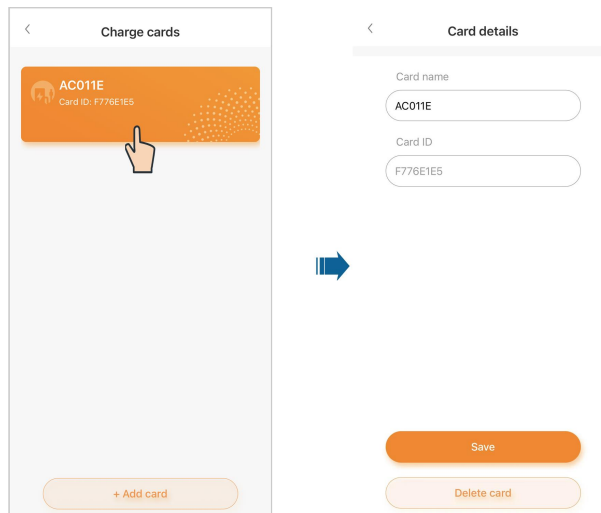 Charge cards
AC011E
Card ID: F776E1E5
+ Add card
Card details
Card name
AC011E
Card ID
F776E1E5
Save
Delete card